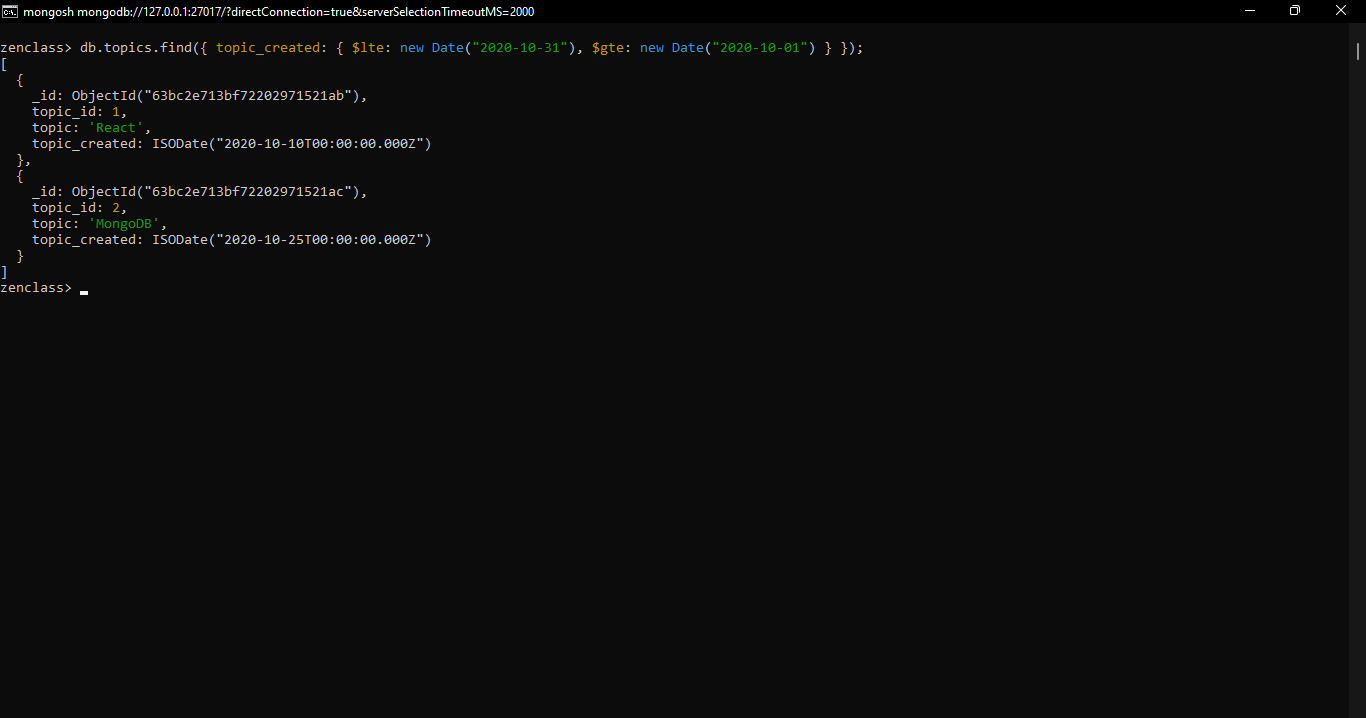 mongosh mongodb://127.0.0.1:27017/?directConnection=true&serverSelectionTimeoutMS=2000
zenclass> db.topics.find({ topic_created: { $lte: new Date("2020-10-31"), $gte: new Date("2020-10-01") } });
[
  {
    _id: ObjectId("63bc2e713bf72202971521ab"),
    topic_id: 1,
    topic: 'React',
    topic_created: ISODate("2020-10-10T00:00:00.000Z")
  },
  {
    _id: ObjectId("63bc2e713bf72202971521ac"),
    topic_id: 2,
    topic: 'MongoDB',
    topic_created: ISODate("2020-10-25T00:00:00.000Z")
  }
]
zenclass>